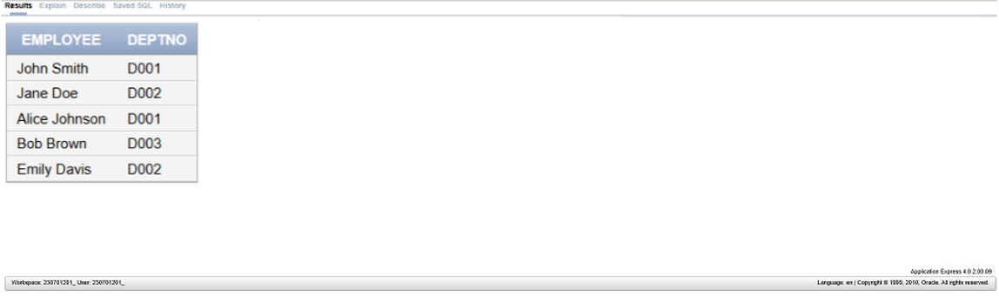 Results Explain Describe Saved SQL History
EMPLOYEE DEPTNO
John Smith D001
Jane Doe D002
Alice Johnson D001
Bob Brown D003
Emily Davis D002
Application Express 4.0.2.00.09
Workspace: 230701201_ User: 230701201_
Language: en | Copyright © 1999, 2010, Oracle. All rights reserved.